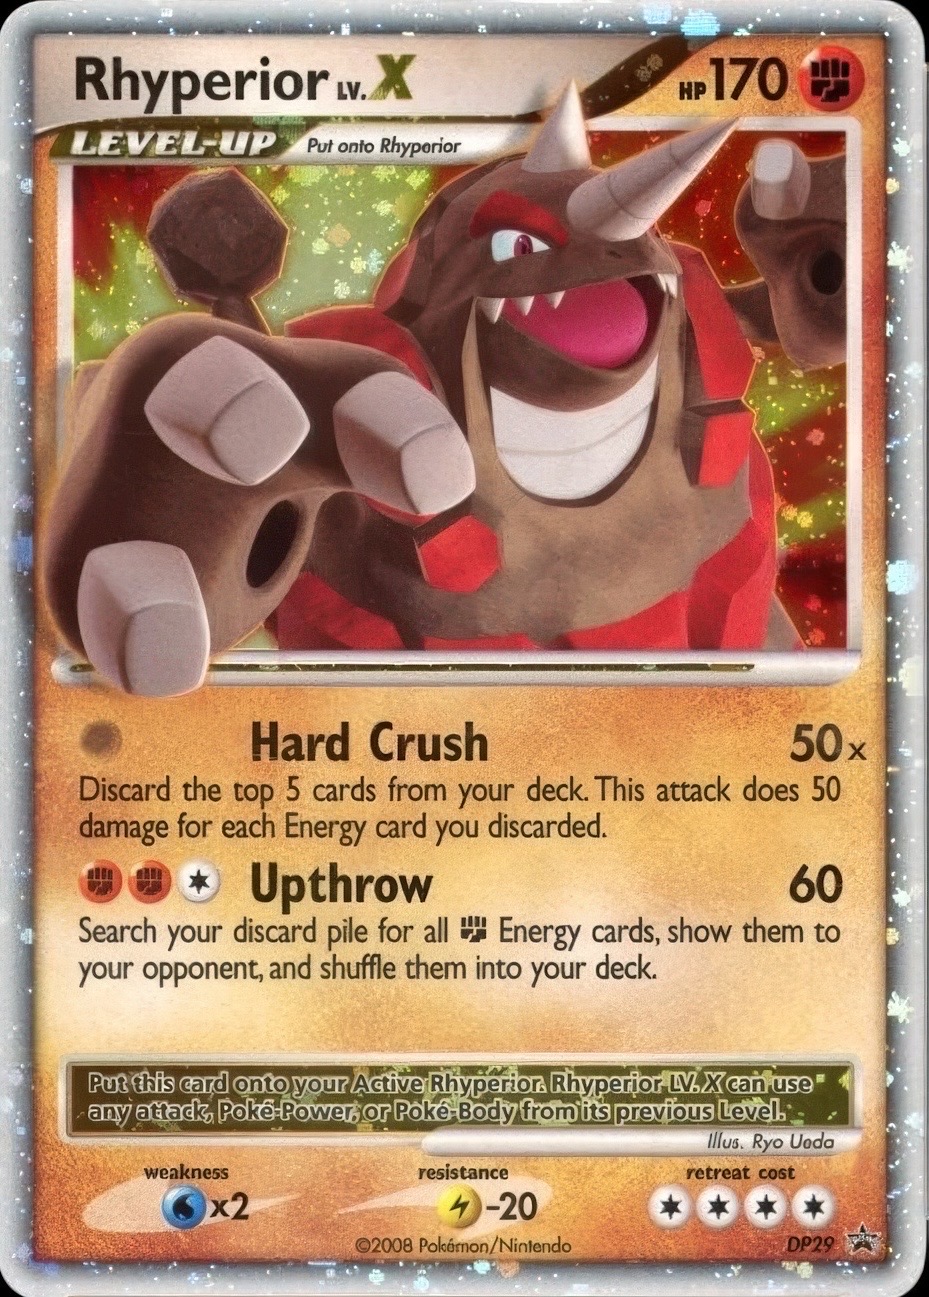 Rhyperior LV. X HP 170
LEVEL-UP Put onto Rhyperior
Hard Crush 50x
Discard the top 5 cards from your deck. This attack does 50
damage for each Energy card you discarded.
Upthrow 60
Search your discard pile for all Energy cards, show them to
your opponent, and shuffle them into your deck.
Put this card onto your Active Rhyperior. Rhyperior LV. X can use
any attack, Poké-Power, or Poké-Body from its previous Level.
Illus. Ryo Ueda
weakness resistance retreat cost
x2 -20
©2008 Pokémon/Nintendo DP29